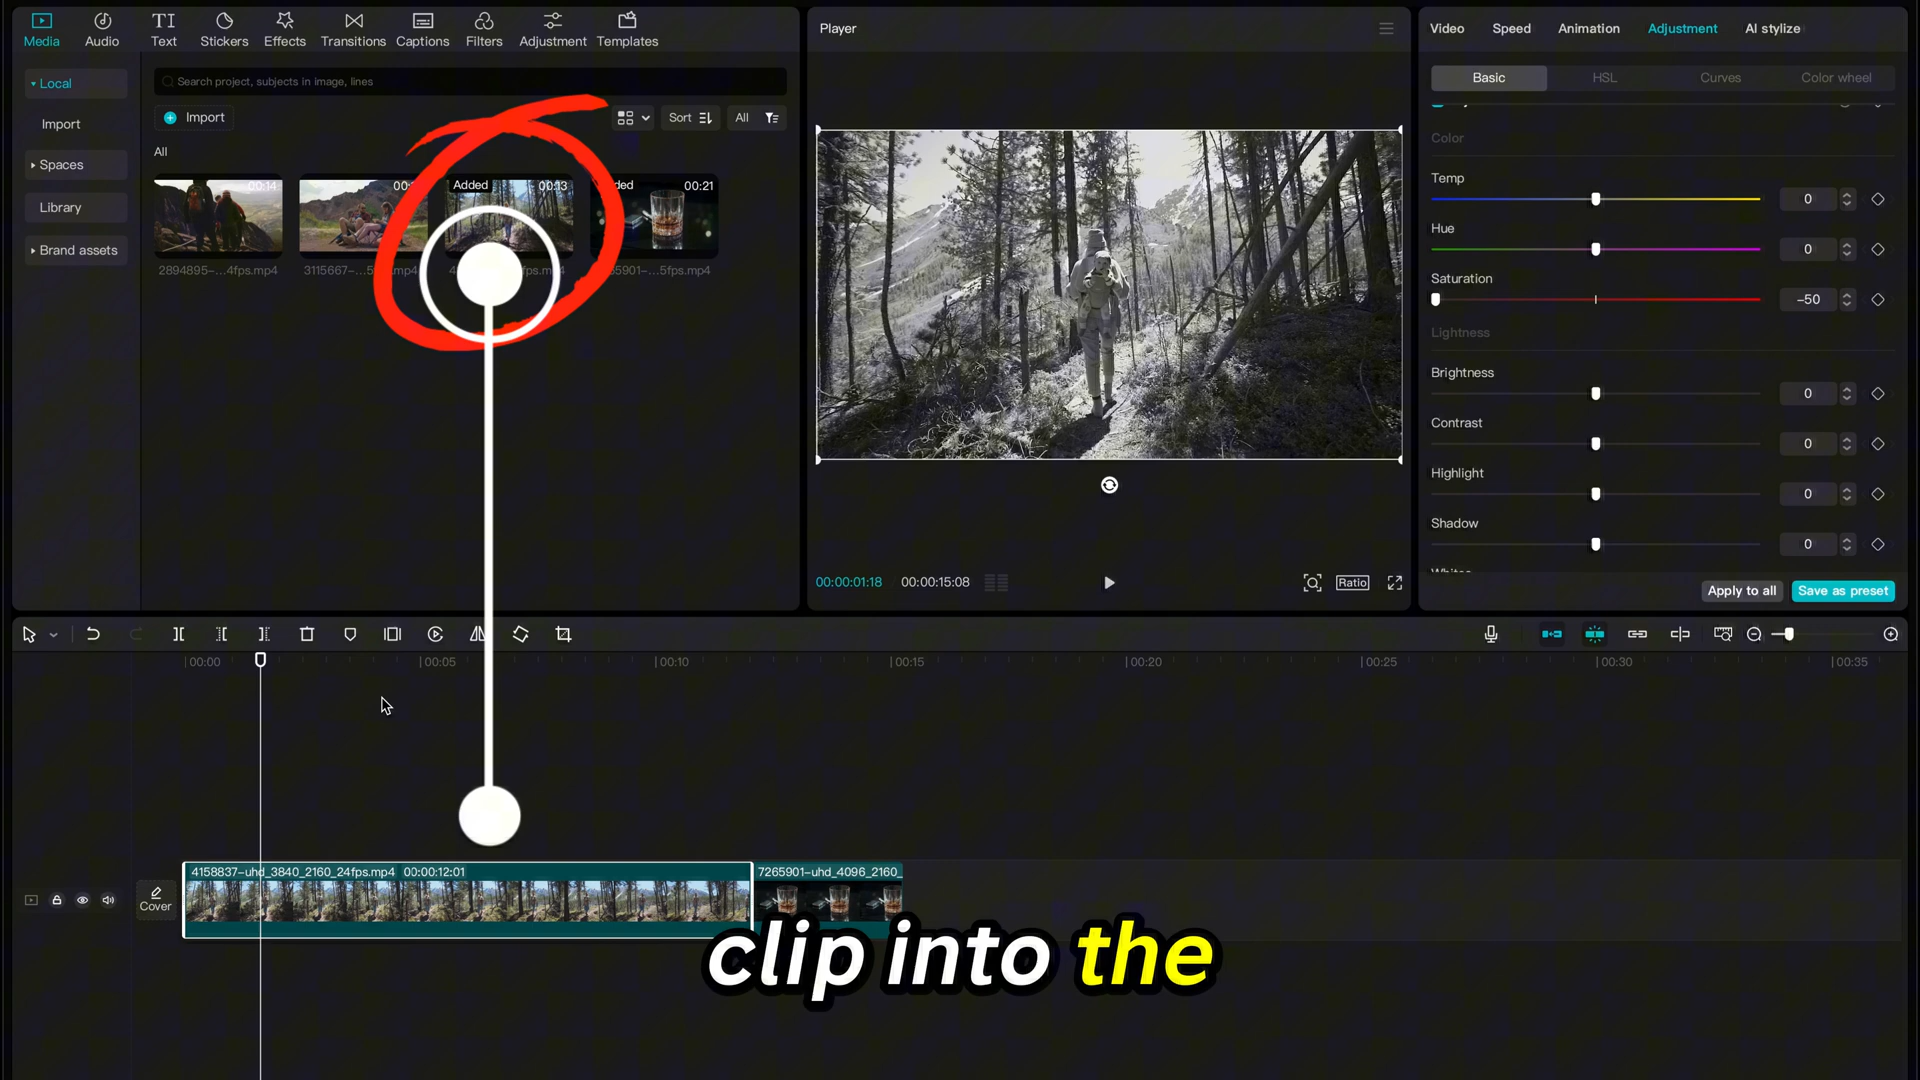 Media Audio Text Stickers Effects Transitions Captions Filters Adjustment Templates
Local
Import
Spaces
Library
Brand assets
Search project, subjects in image, lines
Import
Sort
All
All
00:14
Added 00:13
00:21
2894895-...4fps.mp4
Player
00:00:01:18 00:00:15:08
Ratio
Video Speed Animation Adjustment AI stylize
Basic HSL Curves Color wheel
Color
Temp
0
Hue
0
Saturation
-50
Lightness
Brightness
0
Contrast
0
Highlight
0
Shadow
0
Apply to all Save as preset
00:00 00:05 00:10 00:15 00:20 00:25 00:30 00:35
Cover
4158837-uhd_3840_2160_24fps.mp4 00:00:12:01
7265901-uhd_4096_2160_
clip into the